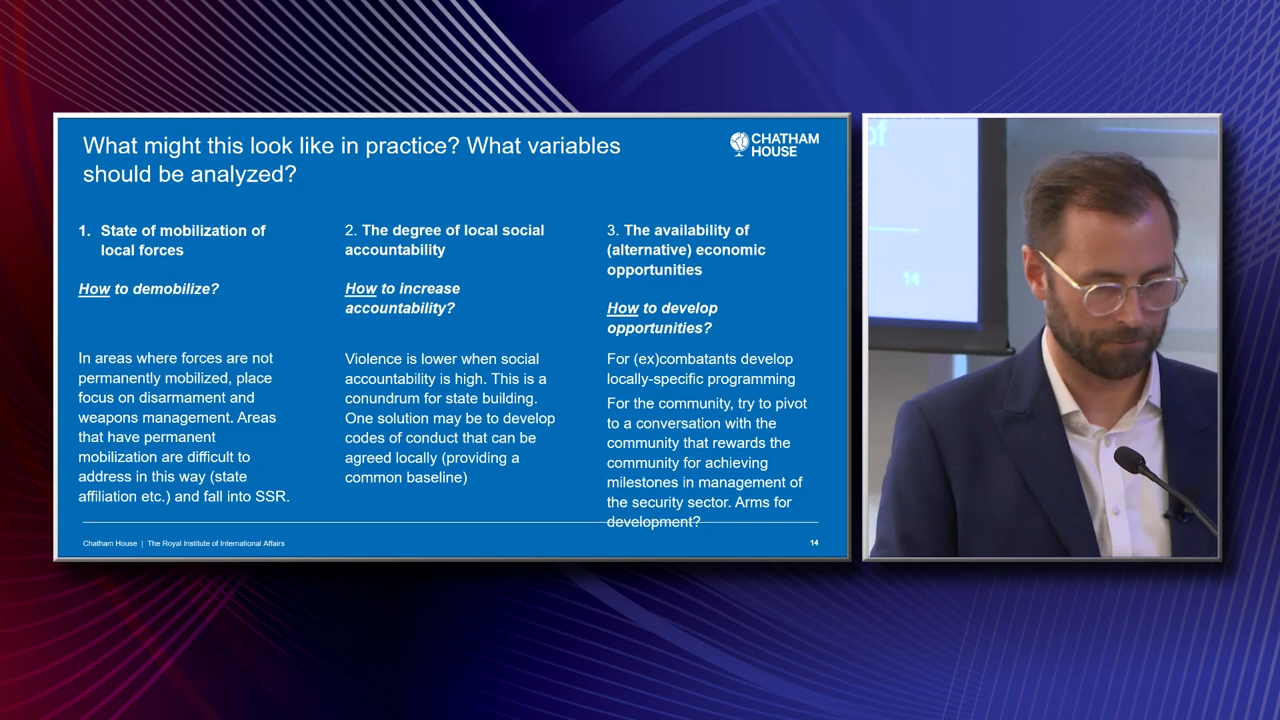 What might this look like in practice? What variables
should be analyzed?
CHATHAM
HOUSE
1. State of mobilization of
local forces
How to demobilize?
In areas where forces are not
permanently mobilized, place
focus on disarmament and
weapons management. Areas
that have permanent
mobilization are difficult to
address in this way (state
affiliation etc.) and fall into SSR.
2. The degree of local social
accountability
How to increase
accountability?
Violence is lower when social
accountability is high. This is a
conundrum for state building.
One solution may be to develop
codes of conduct that can be
agreed locally (providing a
common baseline)
3. The availability of
(alternative) economic
opportunities
How to develop
opportunities?
For (ex)combatants develop
locally-specific programming
For the community, try to pivot
to a conversation with the
community that rewards the
community for achieving
milestones in management of
the security sector. Arms for
development?
Chatham House | The Royal Institute of International Affairs
14
of
14